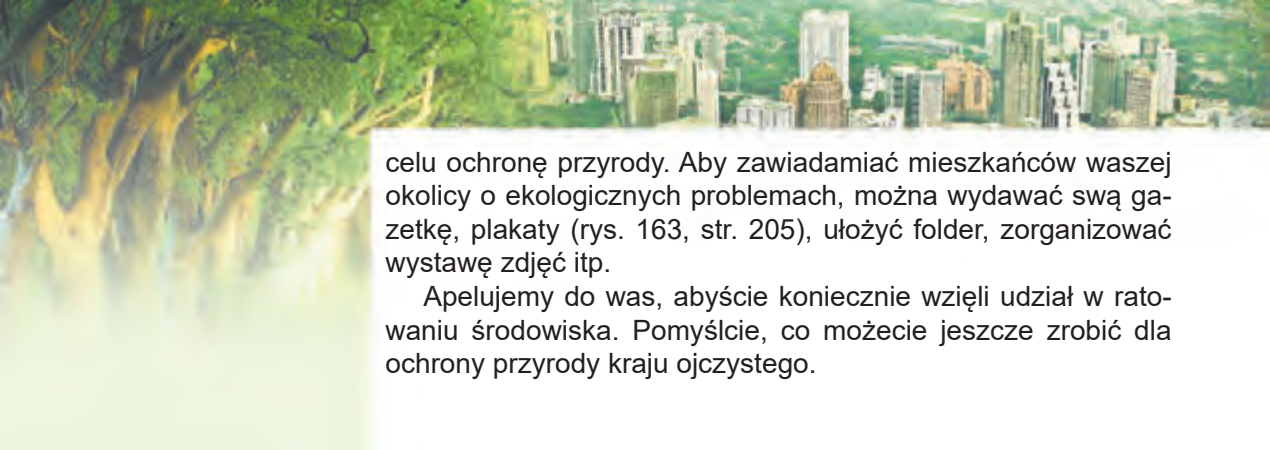 celu ochronę przyrody. Aby zawiadamiać mieszkańców waszej
okolicy o ekologicznych problemach, można wydawać swą ga-
zetkę, plakaty (rys. 163, str. 205), ułożyć folder, zorganizować
wystawę zdjęć itp.
Apelujemy do was, abyście koniecznie wzięli udział w rato-
waniu środowiska. Pomyślcie, co możecie jeszcze zrobić dla
ochrony przyrody kraju ojczystego.